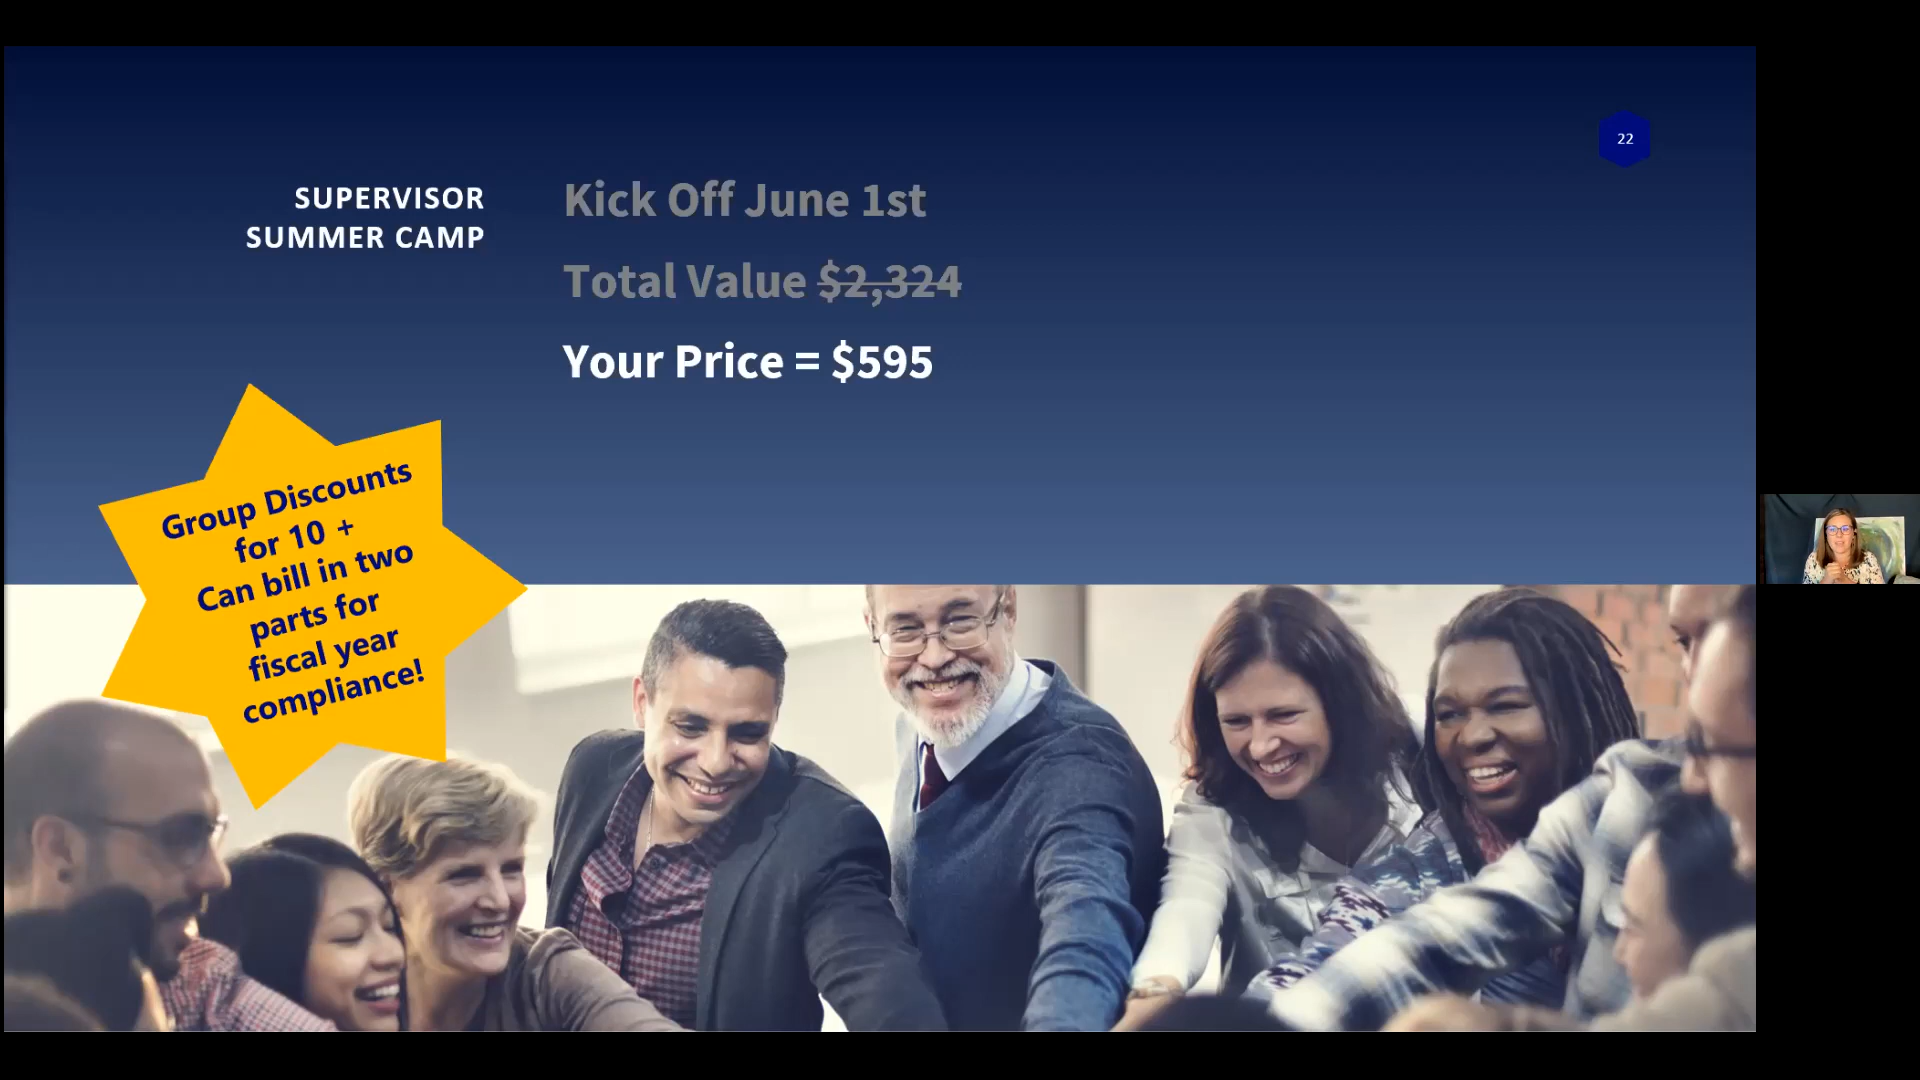 22
SUPERVISOR
SUMMER CAMP
Kick Off June 1st
Total Value $2,324
Your Price = $595
Group Discounts
for 10 +
Can bill in two
parts for
fiscal year
compliance!